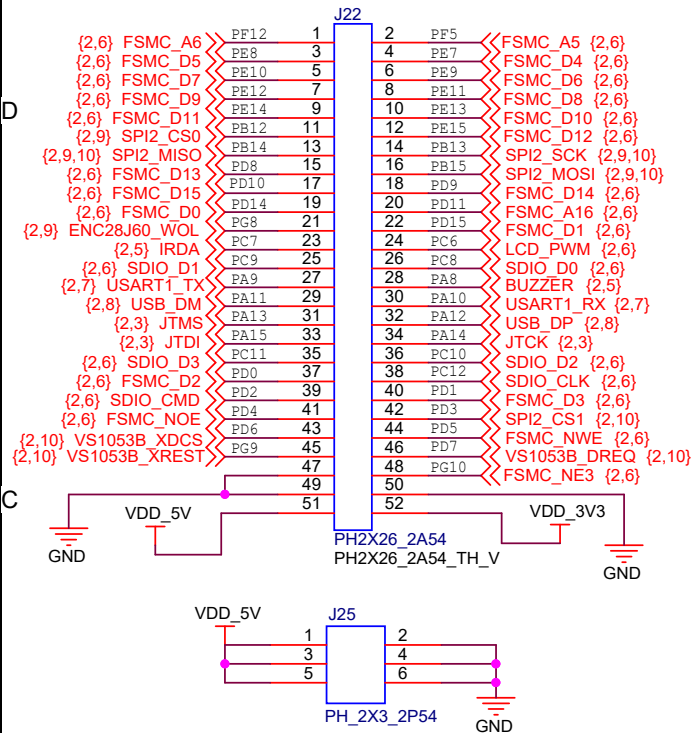 J22
{2,6} FSMC_A6 PF12 1 2 PF5 FSMC_A5 {2,6}
{2,6} FSMC_D5 PE8 3 4 PE7 FSMC_D4 {2,6}
{2,6} FSMC_D7 PE10 5 6 PE9 FSMC_D6 {2,6}
{2,6} FSMC_D9 PE12 7 8 PE11 FSMC_D8 {2,6}
D
{2,6} FSMC_D11 PE14 9 10 PE13 FSMC_D10 {2,6}
{2,9} SPI2_CS0 PB12 11 12 PE15 FSMC_D12 {2,6}
{2,9,10} SPI2_MISO PB14 13 14 PB13 SPI2_SCK {2,9,10}
{2,6} FSMC_D13 PD8 15 16 PB15 SPI2_MOSI {2,9,10}
{2,6} FSMC_D15 PD10 17 18 PD9 FSMC_D14 {2,6}
{2,6} FSMC_D0 PD14 19 20 PD11 FSMC_A16 {2,6}
{2,9} ENC28J60_WOL PG8 21 22 PD15 FSMC_D1 {2,6}
{2,5} IRDA PC7 23 24 PC6 LCD_PWM {2,6}
{2,6} SDIO_D1 PC9 25 26 PC8 SDIO_D0 {2,6}
{2,7} USART1_TX PA9 27 28 PA8 BUZZER {2,5}
{2,8} USB_DM PA11 29 30 PA10 USART1_RX {2,7}
{2,3} JTMS PA13 31 32 PA12 USB_DP {2,8}
{2,3} JTDI PA15 33 34 PA14 JTCK {2,3}
{2,6} SDIO_D3 PC11 35 36 PC10 SDIO_D2 {2,6}
{2,6} FSMC_D2 PD0 37 38 PC12 SDIO_CLK {2,6}
{2,6} SDIO_CMD PD2 39 40 PD1 FSMC_D3 {2,6}
{2,6} FSMC_NOE PD4 41 42 PD3 SPI2_CS1 {2,10}
{2,10} VS1053B_XDCS PD6 43 44 PD5 FSMC_NWE {2,6}
{2,10} VS1053B_XREST PG9 45 46 PD7 VS1053B_DREQ {2,10}
47 48 PG10 FSMC_NE3 {2,6}
C
49 50
VDD_5V 51 52 VDD_3V3
GND
PH2X26_2A54
PH2X26_2A54_TH_V
GND
VDD_5V J25
1 2
3 4
5 6
PH_2X3_2P54
GND